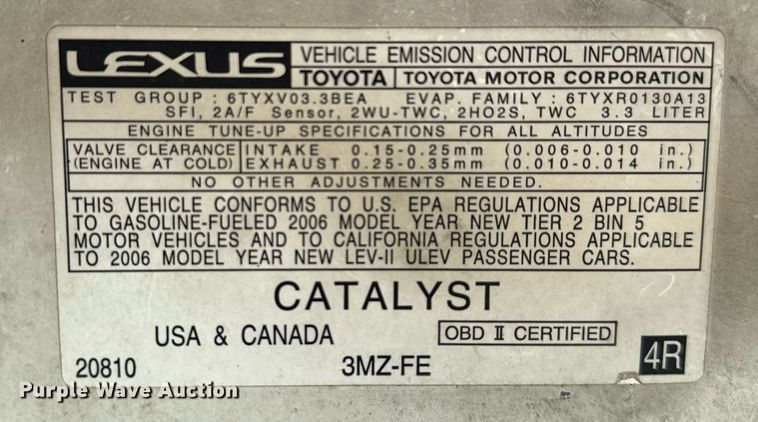 LEXUS
VEHICLE EMISSION CONTROL INFORMATION
TOYOTA TOYOTA MOTOR CORPORATION
TEST GROUP : 6TYXV03.3BEA EVAP. FAMILY : 6TYXR0130A13
SFI, 2A/F Sensor, 2WU-TWC, 2HO2S, TWC 3.3 LITER
ENGINE TUNE-UP SPECIFICATIONS FOR ALL ALTITUDES
VALVE CLEARANCE INTAKE 0.15-0.25mm (0.006-0.010 in.)
(ENGINE AT COLD) EXHAUST 0.25-0.35mm (0.010-0.014 in.)
NO OTHER ADJUSTMENTS NEEDED.
THIS VEHICLE CONFORMS TO U.S. EPA REGULATIONS APPLICABLE
TO GASOLINE-FUELED 2006 MODEL YEAR NEW TIER 2 BIN 5
MOTOR VEHICLES AND TO CALIFORNIA REGULATIONS APPLICABLE
TO 2006 MODEL YEAR NEW LEV-II ULEV PASSENGER CARS.
CATALYST
USA & CANADA OBD II CERTIFIED
20810 3MZ-FE 4R
Purple Wave Auction